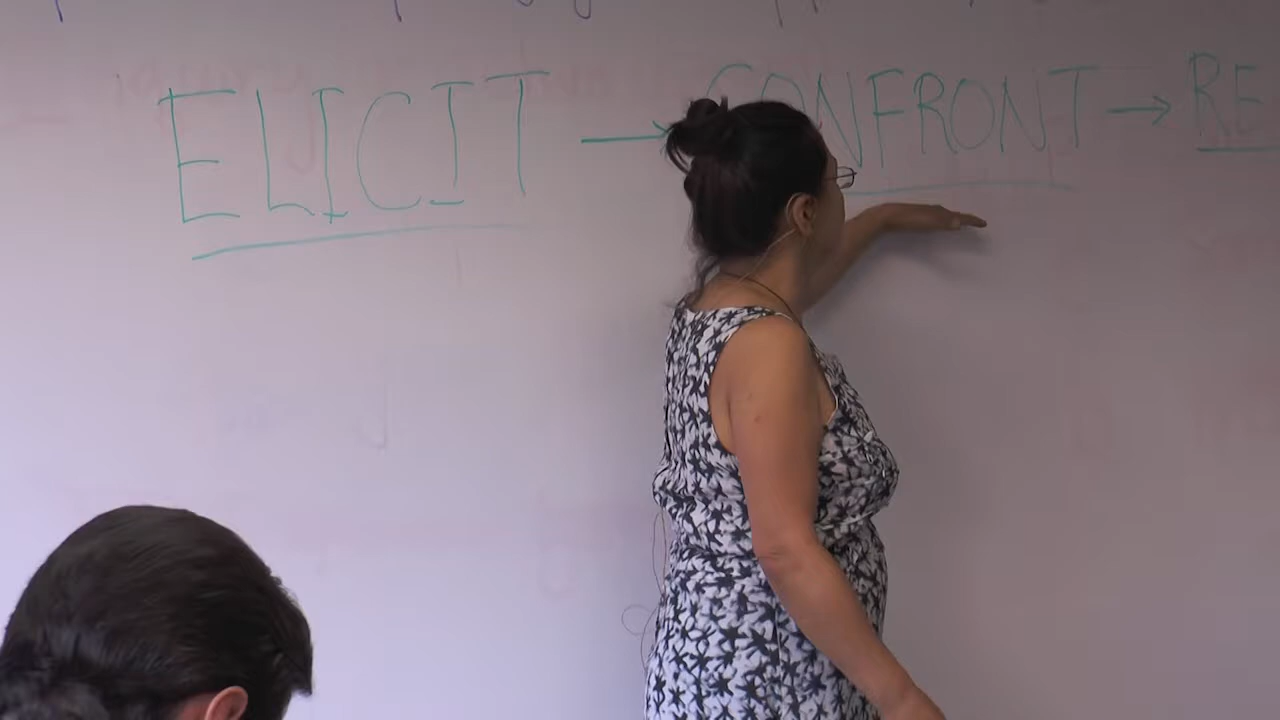 ELICIT → CONFRONT → RE